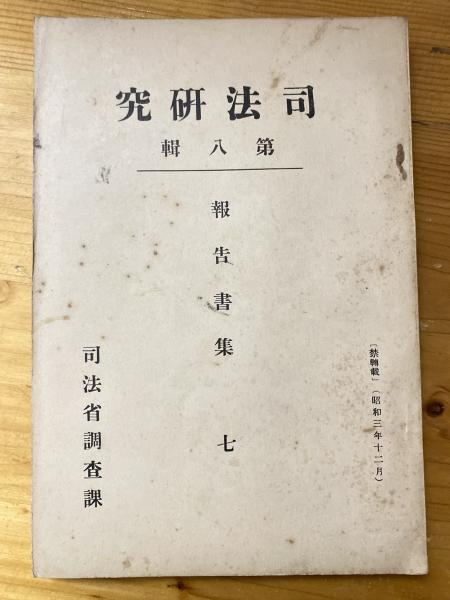 司法研究
第八輯
報告書集 七
「禁轉載」(昭和三年十二月)
司法省調査課